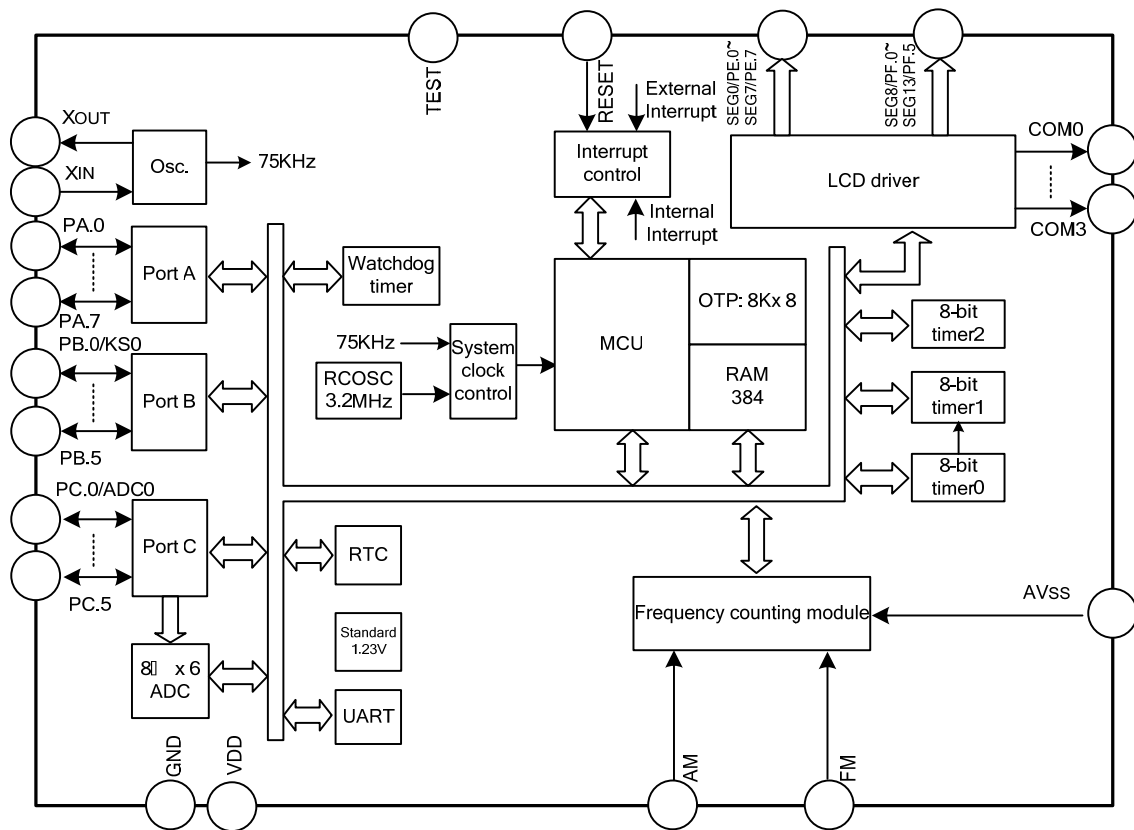 TEST
RESET
SEG0/PE.0~
SEG7/PE.7
SEG8/PF.0~
SEG13/PF.5
External
Interrupt
XOUT
XIN
Osc.
75KHz
Interrupt
control
LCD driver
COM0
COM3
Internal
Interrupt
PA.0
PA.7
Port A
Watchdog
timer
MCU
OTP: 8Kx 8
RAM
384
8-bit
timer2
75KHz
RCOSC
3.2MHz
System
clock
control
PB.0/KS0
PB.5
Port B
8-bit
timer1
8-bit
timer0
PC.0/ADC0
PC.5
Port C
RTC
Standard
1.23V
8 x 6
ADC
UART
Frequency counting module
AVSS
GND
VDD
AM
FM